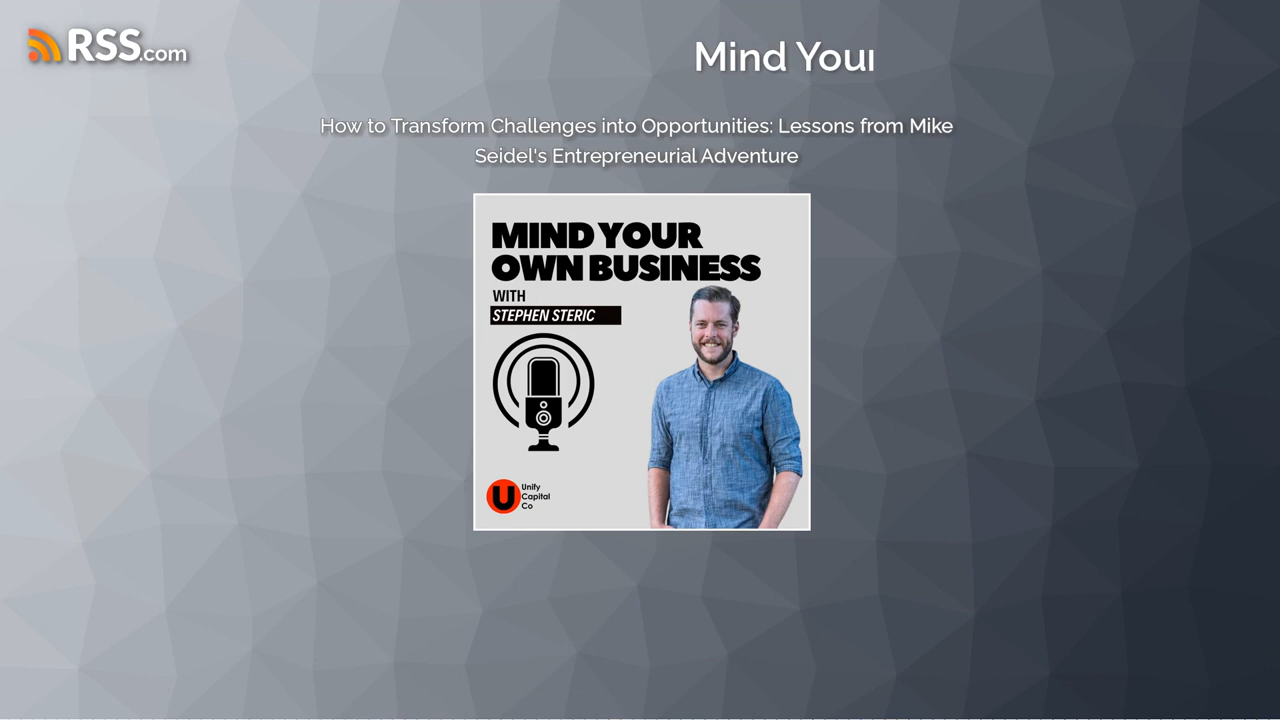 RSS.com
Mind You
How to Transform Challenges into Opportunities: Lessons from Mike
Seidel's Entrepreneurial Adventure
MIND YOUR
OWN BUSINESS
WITH
STEPHEN STERIC
U
Unify
Capital
Co